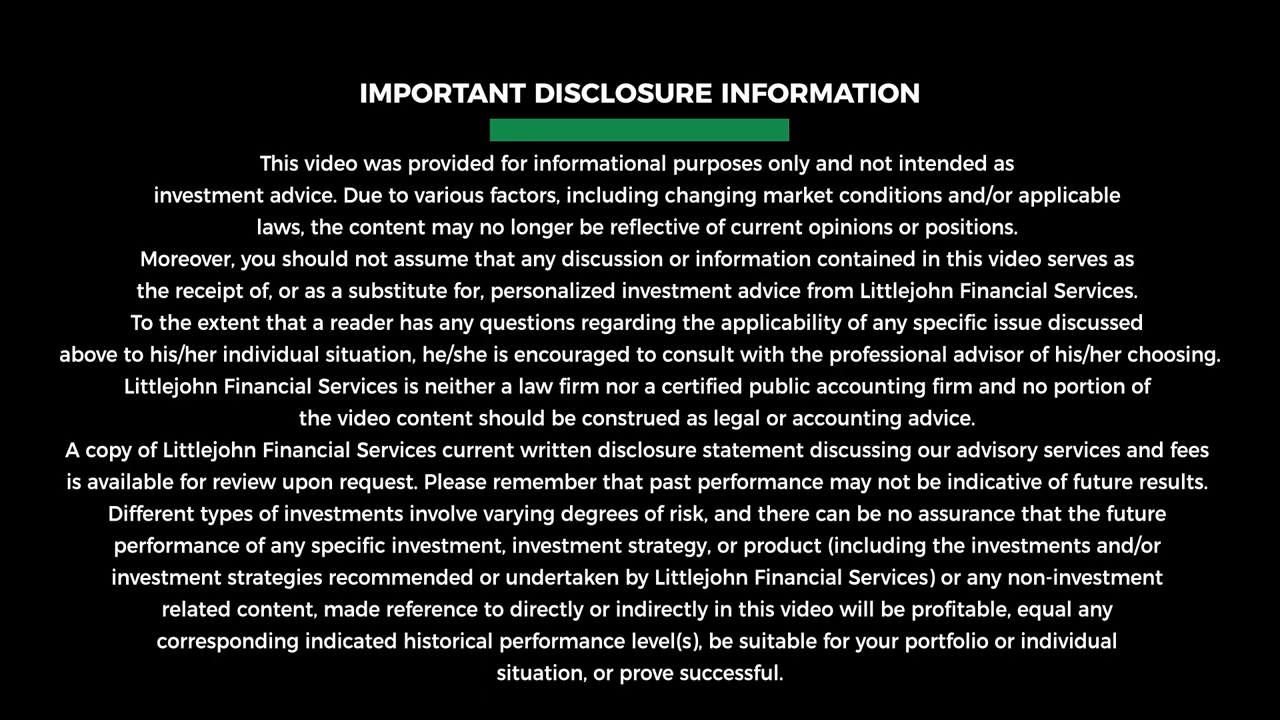 IMPORTANT DISCLOSURE INFORMATION
This video was provided for informational purposes only and not intended as
investment advice. Due to various factors, including changing market conditions and/or applicable
laws, the content may no longer be reflective of current opinions or positions.
Moreover, you should not assume that any discussion or information contained in this video serves as
the receipt of, or as a substitute for, personalized investment advice from Littlejohn Financial Services.
To the extent that a reader has any questions regarding the applicability of any specific issue discussed
above to his/her individual situation, he/she is encouraged to consult with the professional advisor of his/her choosing.
Littlejohn Financial Services is neither a law firm nor a certified public accounting firm and no portion of
the video content should be construed as legal or accounting advice.
A copy of Littlejohn Financial Services current written disclosure statement discussing our advisory services and fees
is available for review upon request. Please remember that past performance may not be indicative of future results.
Different types of investments involve varying degrees of risk, and there can be no assurance that the future
performance of any specific investment, investment strategy, or product (including the investments and/or
investment strategies recommended or undertaken by Littlejohn Financial Services) or any non-investment
related content, made reference to directly or indirectly in this video will be profitable, equal any
corresponding indicated historical performance level(s), be suitable for your portfolio or individual
situation, or prove successful.